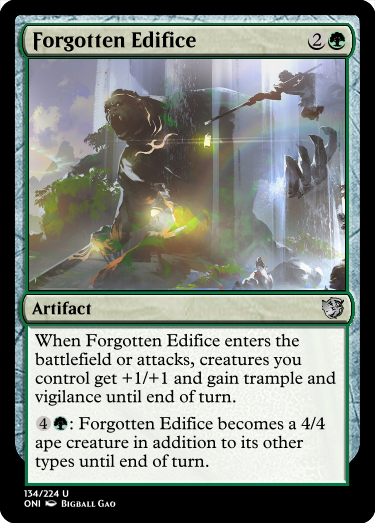 Forgotten Edifice 2
Artifact
When Forgotten Edifice enters the
battlefield or attacks, creatures you
control get +1/+1 and gain trample and
vigilance until end of turn.
4 : Forgotten Edifice becomes a 4/4
ape creature in addition to its other
types until end of turn.
134/224 U
ONI Bigball Gao